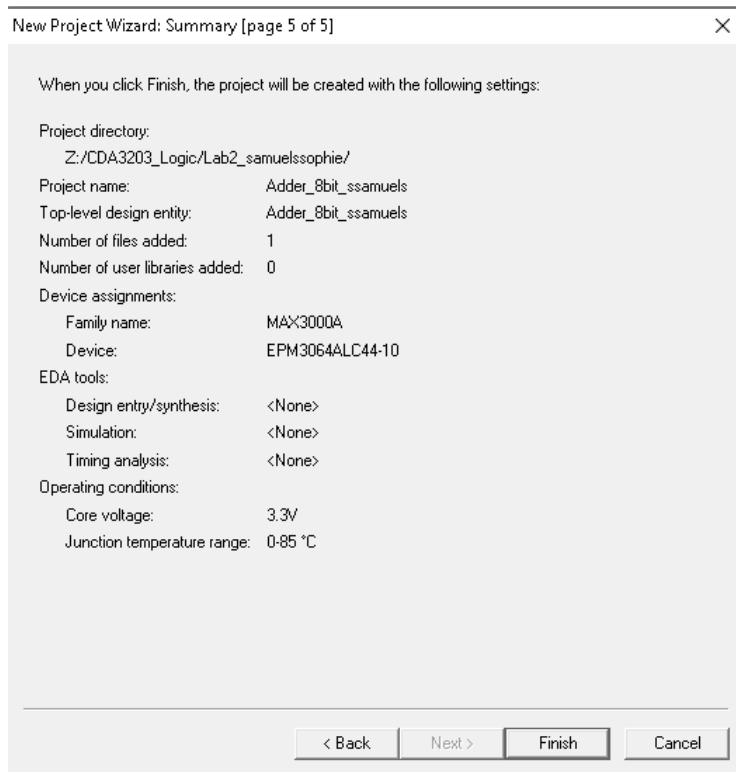 New Project Wizard: Summary [page 5 of 5]
When you click Finish, the project will be created with the following settings:
Project directory:
Z:/CDA3203_Logic/Lab2_samuelssophie/
Project name: Adder_8bit_ssamuels
Top-level design entity: Adder_8bit_ssamuels
Number of files added: 1
Number of user libraries added: 0
Device assignments:
Family name: MAX3000A
Device: EPM3064ALC44-10
EDA tools:
Design entry/synthesis: <None>
Simulation: <None>
Timing analysis: <None>
Operating conditions:
Core voltage: 3.3V
Junction temperature range: 0-85 °C
< Back Next > Finish Cancel